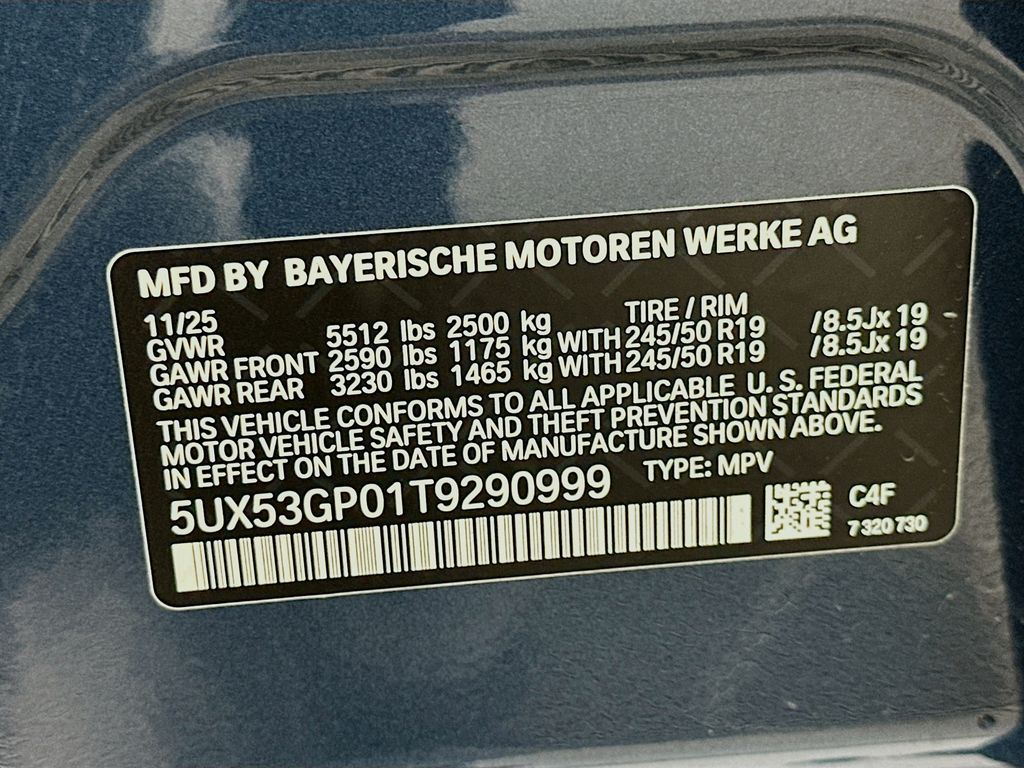 MFD BY BAYERISCHE MOTOREN WERKE AG
11/25 TIRE / RIM
GVWR 5512 lbs 2500 kg
GAWR FRONT 2590 lbs 1175 kg WITH 245/50 R19 /8.5Jx 19
GAWR REAR 3230 lbs 1465 kg WITH 245/50 R19 /8.5Jx 19
THIS VEHICLE CONFORMS TO ALL APPLICABLE U. S. FEDERAL
MOTOR VEHICLE SAFETY AND THEFT PREVENTION STANDARDS
IN EFFECT ON THE DATE OF MANUFACTURE SHOWN ABOVE.
5UX53GP01T9290999 TYPE: MPV
C4F
7 320 730